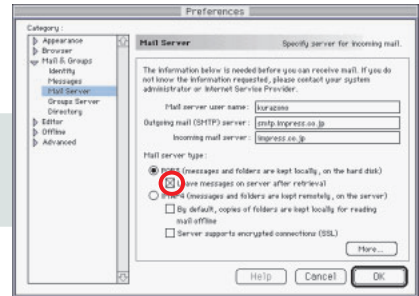 Preferences
Category :
Appearance
Browser
Mail & Groups
Identity
Messages
Mail Server
Groups Server
Directory
Editor
Offline
Advanced
Mail Server
Specify server for incoming mail.
The information below is needed before you can receive mail. If you do
not know the information requested, please contact your system
administrator or Internet Service Provider.
Mail server user name : kurazono
Outgoing mail (SMTP) server : smtp.impress.co.jp
Incoming mail server : impress.co.jp
Mail server type :
(messages and folders are kept locally, on the hard disk)
messages on server after retrieval
(messages and folders are kept remotely, on the server)
By default, copies of folders are kept locally for reading
mail offline
Server supports encrypted connections (SSL)
More...
Help
Cancel
OK